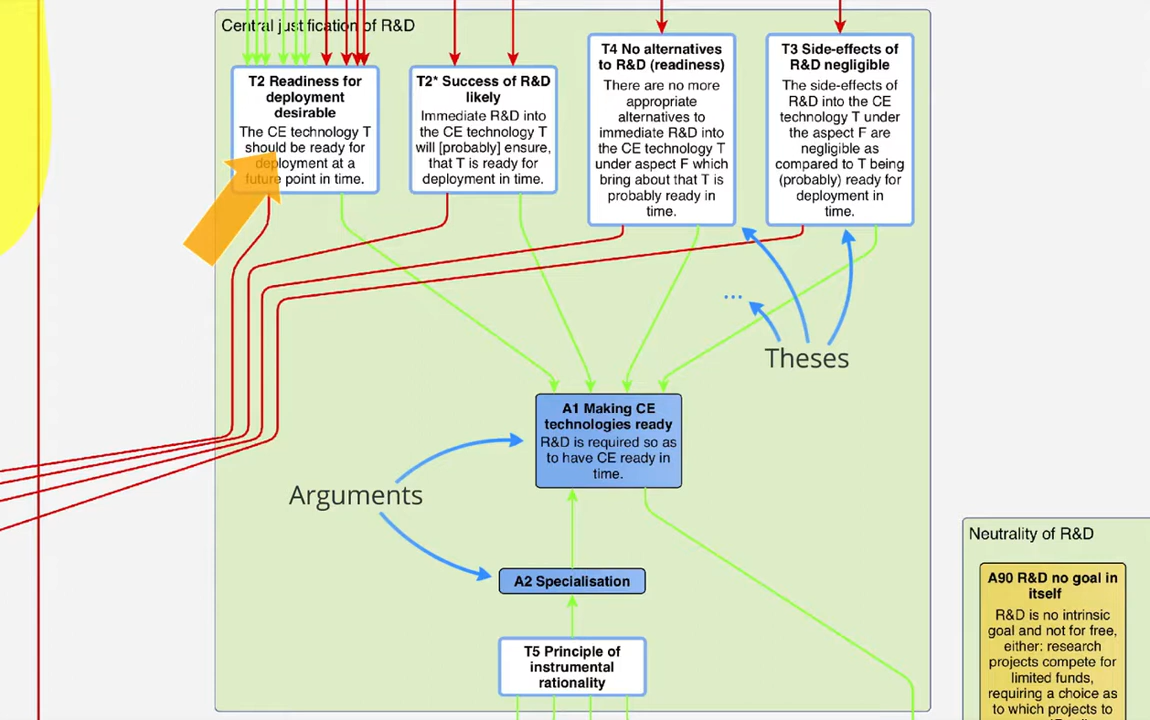 Central justification of R&D
T2 Readiness for
deployment
desirable
The CE technology T
should be ready for
deployment at a
future point in time.
T2* Success of R&D
likely
Immediate R&D into
the CE technology T
will [probably] ensure,
that T is ready for
deployment in time.
T4 No alternatives
to R&D (readiness)
There are no more
appropriate
alternatives to
immediate R&D into
the CE technology T
under aspect F which
bring about that T is
probably ready in
time.
T3 Side-effects of
R&D negligible
The side-effects of
R&D into the CE
technology T under
the aspect F are
negligible as
compared to T being
(probably) ready for
deployment in
time.
...
Theses
A1 Making CE
technologies ready
R&D is required so as
to have CE ready in
time.
Arguments
A2 Specialisation
T5 Principle of
instrumental
rationality
Neutrality of R&D
A90 R&D no goal in
itself
R&D is no intrinsic
goal and not for free,
either: research
projects compete for
limited funds,
requiring a choice as
to which projects to